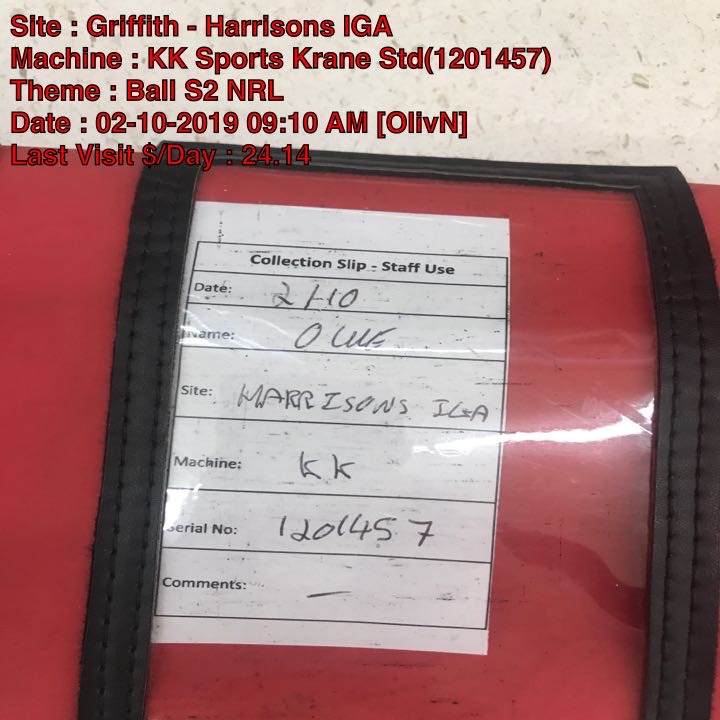 Site : Griffith - Harrisons IGA
Machine : KK Sports Krane Std(1201457)
Theme : Ball S2 NRL
Date : 02-10-2019 09:10 AM [OlivN]
Last Visit $/Day : 24.14
Collection Slip - Staff Use
Date: 2/10
Name:
Site: HARRISONS IGA
Machine: KK
Serial No: 1201457
Comments: —